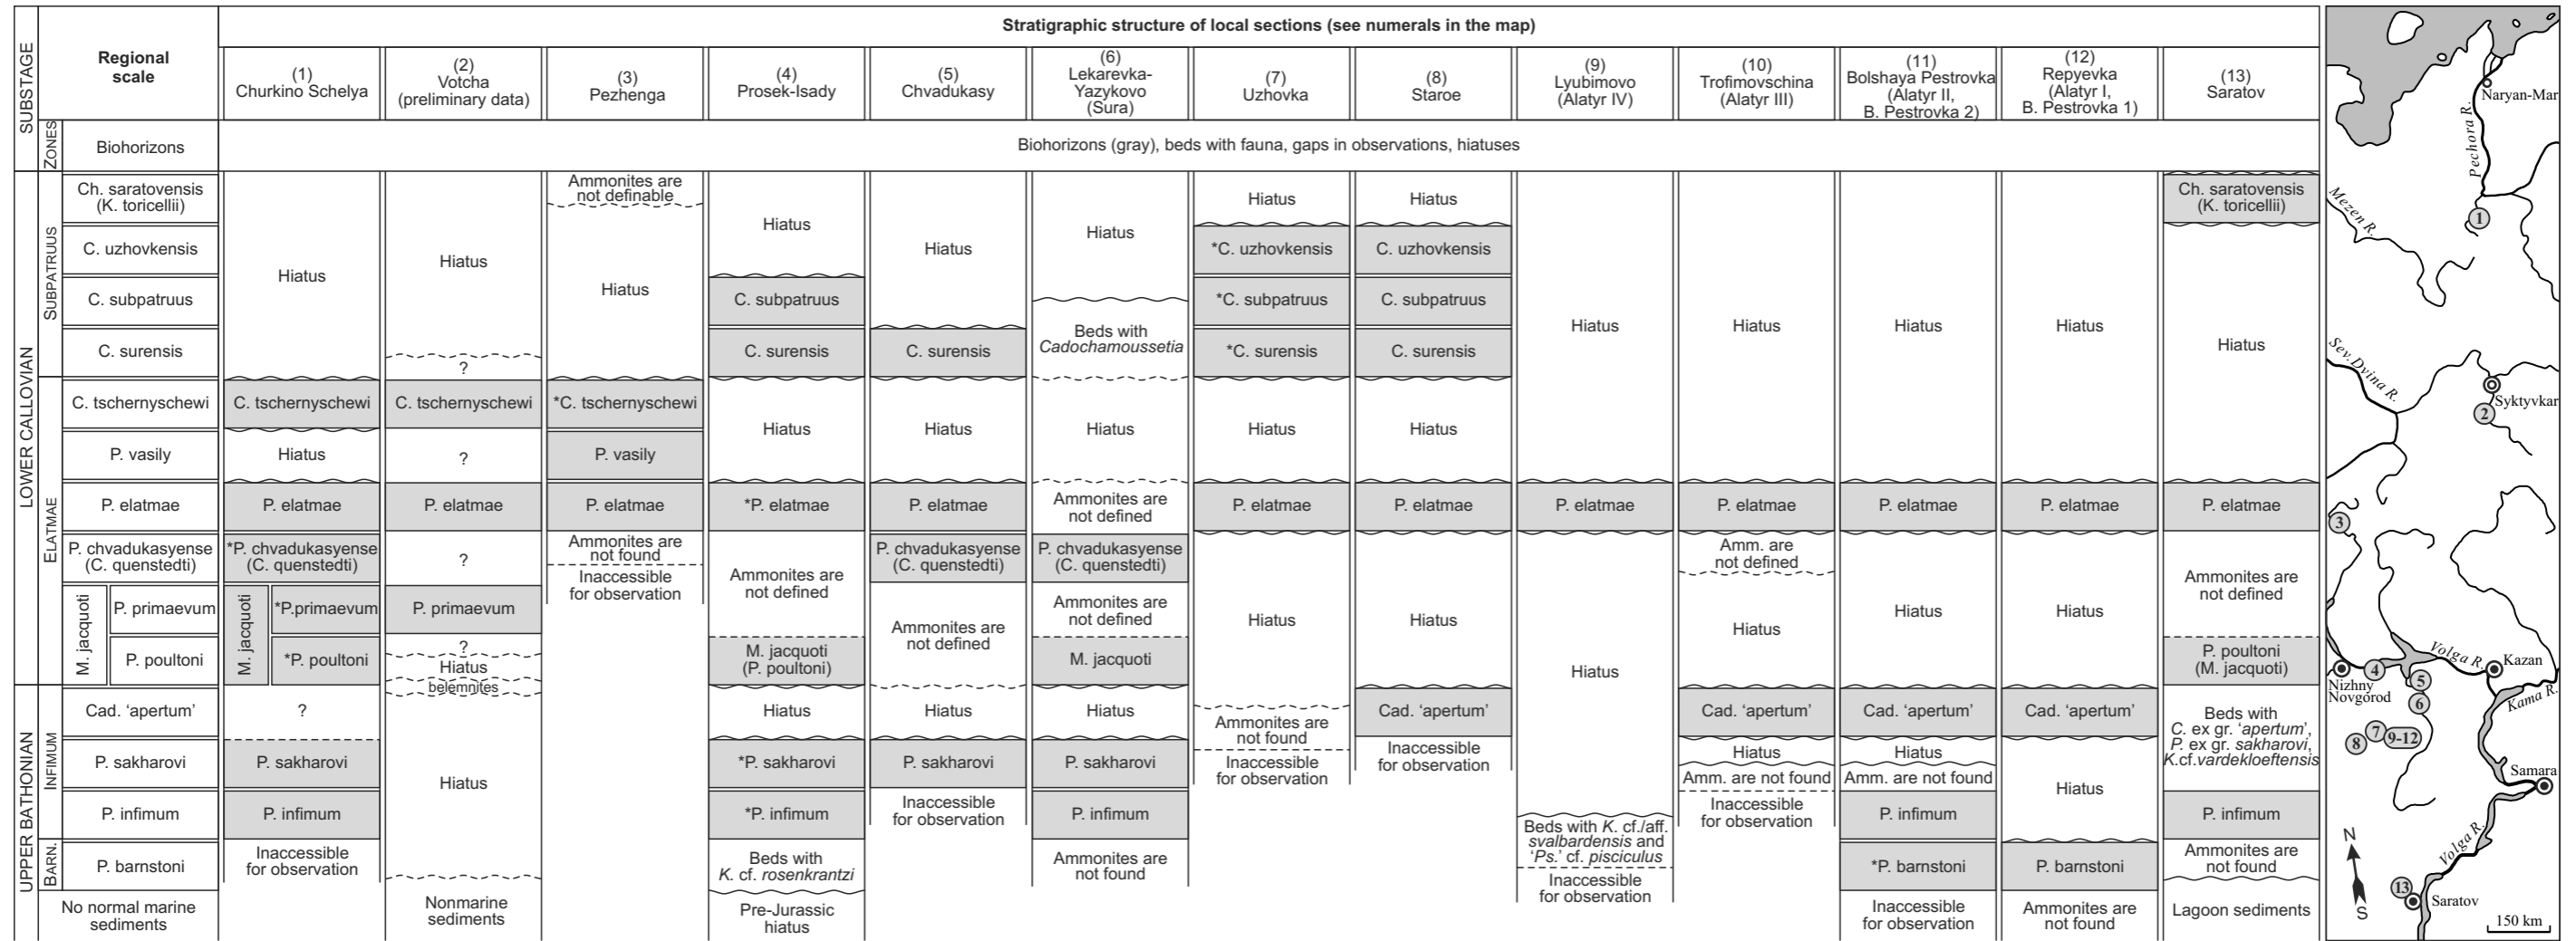 Stratigraphic structure of local sections (see numerals in the map)
SUBSTAGE
Regional
scale
(1)
Churkino Schelya
(2)
Votcha
(preliminary data)
(3)
Pezhenga
(4)
Prosek-Isady
(5)
Chvadukasy
(6)
Lekarevka-
Yazykovo
(Sura)
(7)
Uzhovka
(8)
Staroe
(9)
Lyubimovo
(Alatyr IV)
(10)
Trofimovschina
(Alatyr III)
(11)
Bolshaya Pestrovka
(Alatyr II,
B. Pestrovka 2)
(12)
Repyevka
(Alatyr I,
B. Pestrovka 1)
(13)
Saratov
ZONES
Biohorizons
Biohorizons (gray), beds with fauna, gaps in observations, hiatuses
LOWER CALLOVIAN
UPPER BATHONIAN
SUBPATRUUS
ELATMAE
INFIMUM
BARN.
Ch. saratovensis
(K. toricellii)
C. uzhovkensis
C. subpatruus
C. surensis
C. tschernyschewi
P. vasily
P. elatmae
P. chvadukasyense
(C. quenstedti)
M. jacquoti
P. primaevum
P. poultoni
Cad. ‘apertum’
P. sakharovi
P. infimum
P. barnstoni
No normal marine
sediments
Hiatus
C. tschernyschewi
Hiatus
P. elatmae
*P. chvadukasyense
(C. quenstedti)
M. jacquoti
*P.primaevum
*P. poultoni
?
P. sakharovi
P. infimum
Inaccessible
for observation
Hiatus
?
C. tschernyschewi
?
P. elatmae
?
P. primaevum
?
Hiatus
belemnites
Hiatus
Nonmarine
sediments
Ammonites are
not definable
Hiatus
*C. tschernyschewi
P. vasily
P. elatmae
Ammonites are
not found
Inaccessible
for observation
Hiatus
C. subpatruus
C. surensis
Hiatus
*P. elatmae
Ammonites are
not defined
M. jacquoti
(P. poultoni)
Hiatus
*P. sakharovi
*P. infimum
Beds with
K. cf. rosenkrantzi
Pre-Jurassic
hiatus
Hiatus
C. surensis
Hiatus
P. elatmae
P. chvadukasyense
(C. quenstedti)
Ammonites are
not defined
Hiatus
P. sakharovi
Inaccessible
for observation
Hiatus
Beds with
Cadochamoussetia
Hiatus
Ammonites are
not defined
P. chvadukasyense
(C. quenstedti)
Ammonites are
not defined
M. jacquoti
Hiatus
P. sakharovi
P. infimum
Ammonites are
not found
Hiatus
*C. uzhovkensis
*C. subpatruus
*C. surensis
Hiatus
P. elatmae
Hiatus
Ammonites are
not found
Inaccessible
for observation
Hiatus
C. uzhovkensis
C. subpatruus
C. surensis
Hiatus
P. elatmae
Hiatus
Cad. ‘apertum’
Inaccessible
for observation
Hiatus
P. elatmae
Hiatus
Beds with K. cf./aff.
svalbardensis and
‘Ps.’ cf. pisciculus
Inaccessible
for observation
Hiatus
P. elatmae
Amm. are
not defined
Hiatus
Cad. ‘apertum’
Hiatus
Amm. are not found
Inaccessible
for observation
Hiatus
P. elatmae
Hiatus
Cad. ‘apertum’
Hiatus
Amm. are not found
P. infimum
*P. barnstoni
Inaccessible
for observation
Hiatus
P. elatmae
Hiatus
Cad. ‘apertum’
Hiatus
P. barnstoni
Ammonites are
not found
Ch. saratovensis
(K. toricellii)
Hiatus
P. elatmae
Ammonites are
not defined
P. poultoni
(M. jacquoti)
Beds with
C. ex gr. ‘apertum’,
P. ex gr. sakharovi,
K.cf.vardekloeftensis
P. infimum
Ammonites are
not found
Lagoon sediments
Naryan-Mar
Pechora R.
Mezen R.
1
Sev. Dvina R.
Syktyvkar
2
3
Volga R.
Kazan
4
Nizhny
Novgorod
5
Kama R.
6
7
8
9-12
Samara
N
Volga R.
13
Saratov
S
150 km